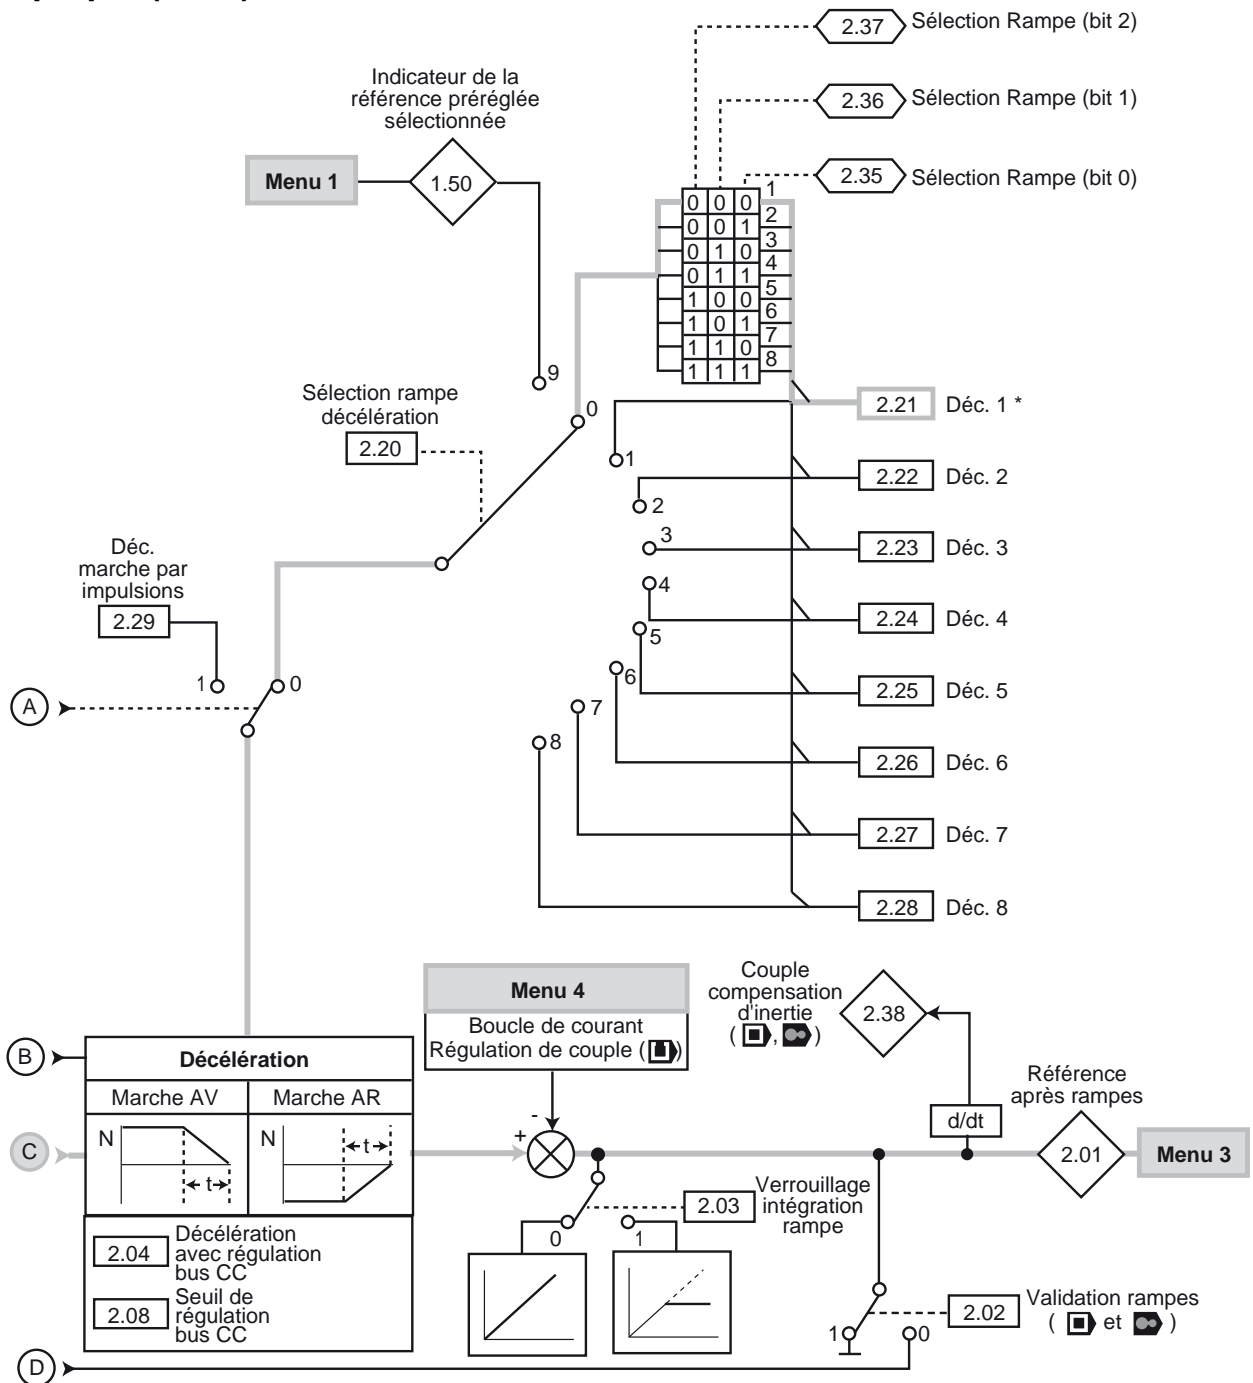 2.37 Sélection Rampe (bit 2)
Indicateur de la
référence préréglée
sélectionnée
2.36 Sélection Rampe (bit 1)
Menu 1
1.50
2.35 Sélection Rampe (bit 0)
0 0 0 1
0 0 1 2
0 1 0 3
0 1 1 4
1 0 0 5
1 0 1 6
1 1 0 7
1 1 1 8
9
Sélection rampe
décélération
2.20
0
2.21 Déc. 1 *
1
2.22 Déc. 2
2
3
2.23 Déc. 3
Déc.
marche par
impulsions
2.29
4
2.24 Déc. 4
5
1
0
6
2.25 Déc. 5
A
7
8
2.26 Déc. 6
2.27 Déc. 7
2.28 Déc. 8
Menu 4
Boucle de courant
Régulation de couple ( )
Couple
compensation
d'inertie
( , )
2.38
B
Décélération
Marche AV
Marche AR
N
t
N
t
C
-
+
d/dt
Référence
après rampes
2.01
Menu 3
2.03
Verrouillage
intégration
rampe
0
1
2.04
Décélération
avec régulation
bus CC
2.08
Seuil de
régulation
bus CC
2.02
Validation rampes
( et )
1
0
D